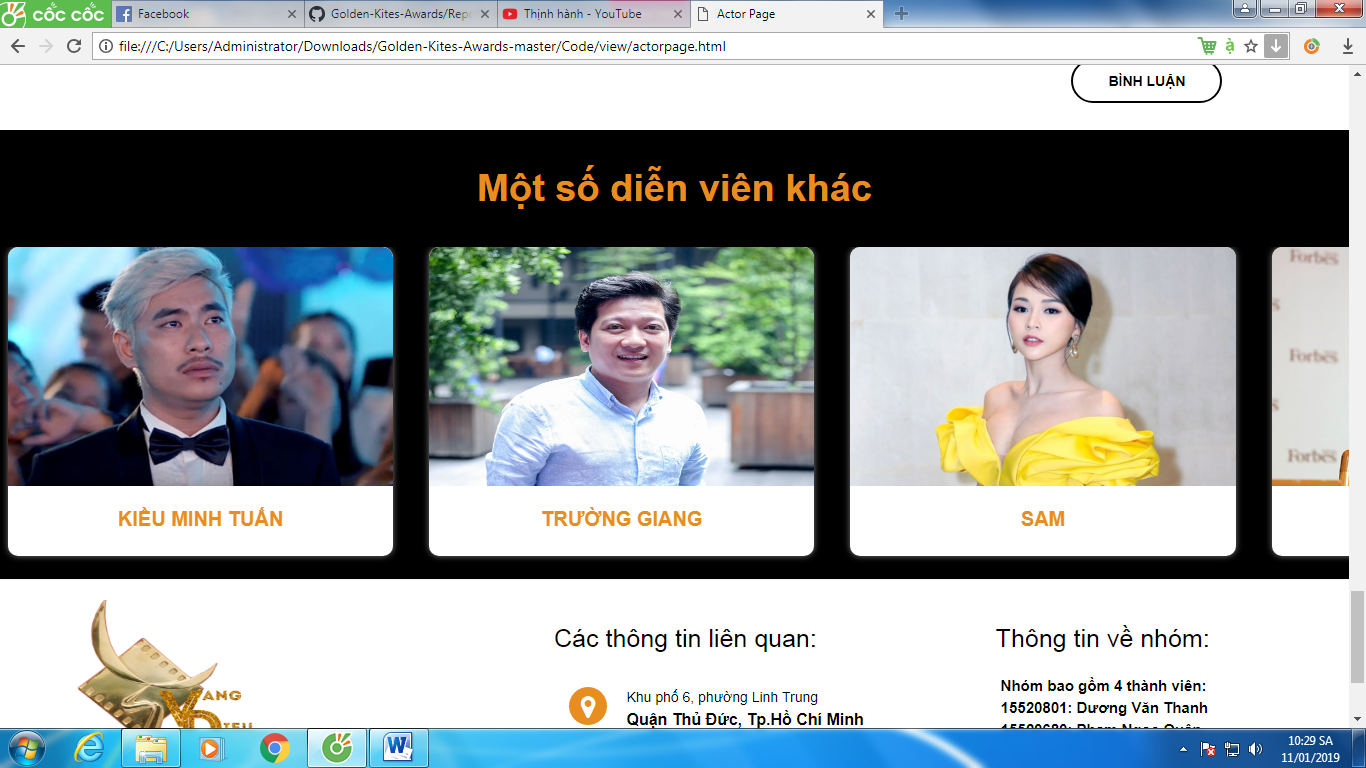 cốc cốc
Facebook
Golden-Kites-Awards/Repo
Thịnh hành - YouTube
Actor Page
file:///C:/Users/Administrator/Downloads/Golden-Kites-Awards-master/Code/view/actorpage.html
BÌNH LUẬN
Một số diễn viên khác
Forbes
Forbes
Forbes
KIỀU MINH TUẤN
TRƯỜNG GIANG
SAM
Các thông tin liên quan:
Thông tin về nhóm:
Khu phố 6, phường Linh Trung
Quận Thủ Đức, Tp.Hồ Chí Minh
Nhóm bao gồm 4 thành viên:
15520801: Dương Văn Thanh
10:29 SA
11/01/2019